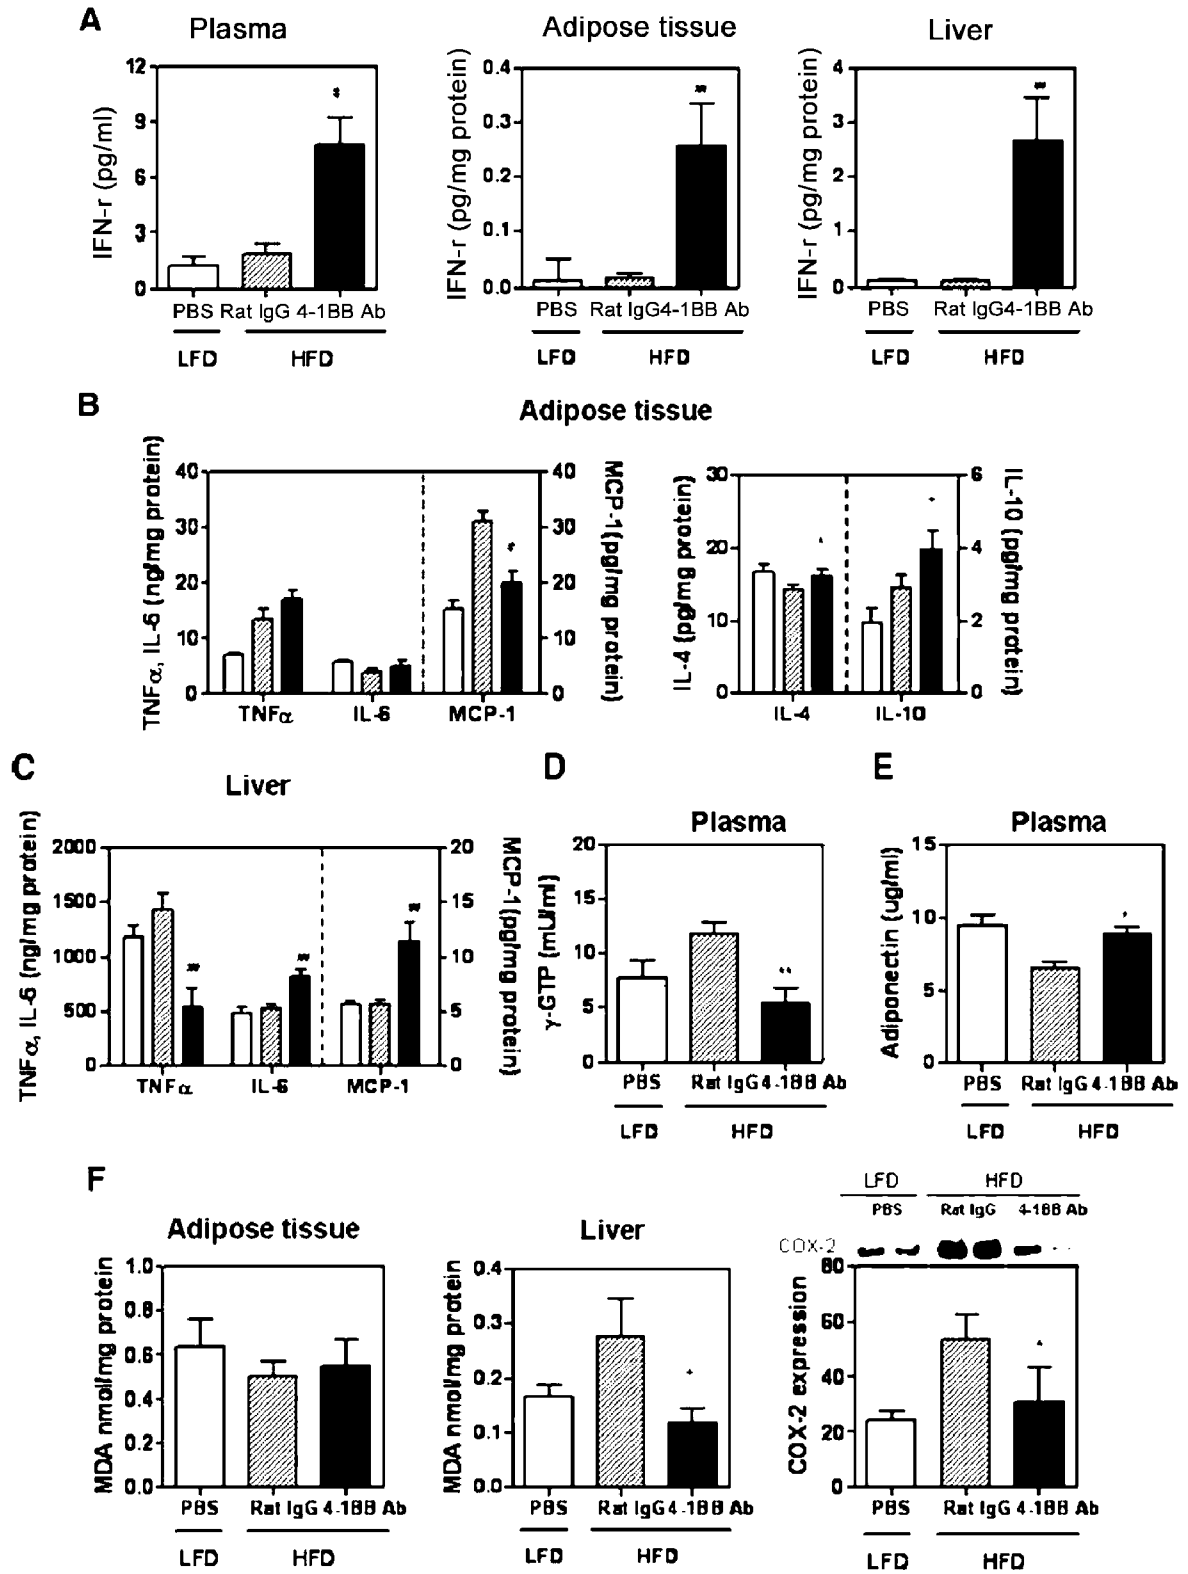 A
Plasma
Adipose tissue
Liver
IFN-r (pg/ml)
12
9
6
3
0
PBS Rat IgG 4-1BB Ab
LFD HFD
IFN-r (pg/mg protein)
0.4
0.3
0.2
0.1
0.0
PBS Rat IgG4-1BB Ab
LFD HFD
IFN-r (pg/mg protein)
4
3
2
1
0
PBS Rat IgG4-1BB Ab
LFD HFD
B
Adipose tissue
TNFα, IL-6 (ng/mg protein)
40
30
20
10
0
MCP-1(pg/mg protein)
40
30
20
10
0
TNFα IL-6 MCP-1
IL-4 (pg/mg protein)
30
20
10
0
IL-10 (pg/mg protein)
6
4
2
0
IL-4 IL-10
C
Liver
TNFα, IL-6 (ng/mg protein)
2000
1500
1000
500
0
MCP-1(pg/mg protein)
20
15
10
5
0
TNFα IL-6 MCP-1
D
Plasma
γ-GTP (mU/ml)
20
15
10
5
0
PBS Rat IgG 4-1BB Ab
LFD HFD
E
Plasma
Adiponectin (ug/ml)
15
10
5
0
PBS Rat IgG 4-1BB Ab
LFD HFD
F
Adipose tissue
MDA nmol/mg protein
1.0
0.8
0.6
0.4
0.2
0.0
PBS Rat IgG 4-1BB Ab
LFD HFD
Liver
MDA nmol/mg protein
0.4
0.3
0.2
0.1
0.0
PBS Rat IgG 4-1BB Ab
LFD HFD
LFD HFD
PBS Rat IgG 4-1BB Ab
COX-2
COX-2 expression
80
60
40
20
0
PBS Rat IgG 4-1BB Ab
LFD HFD